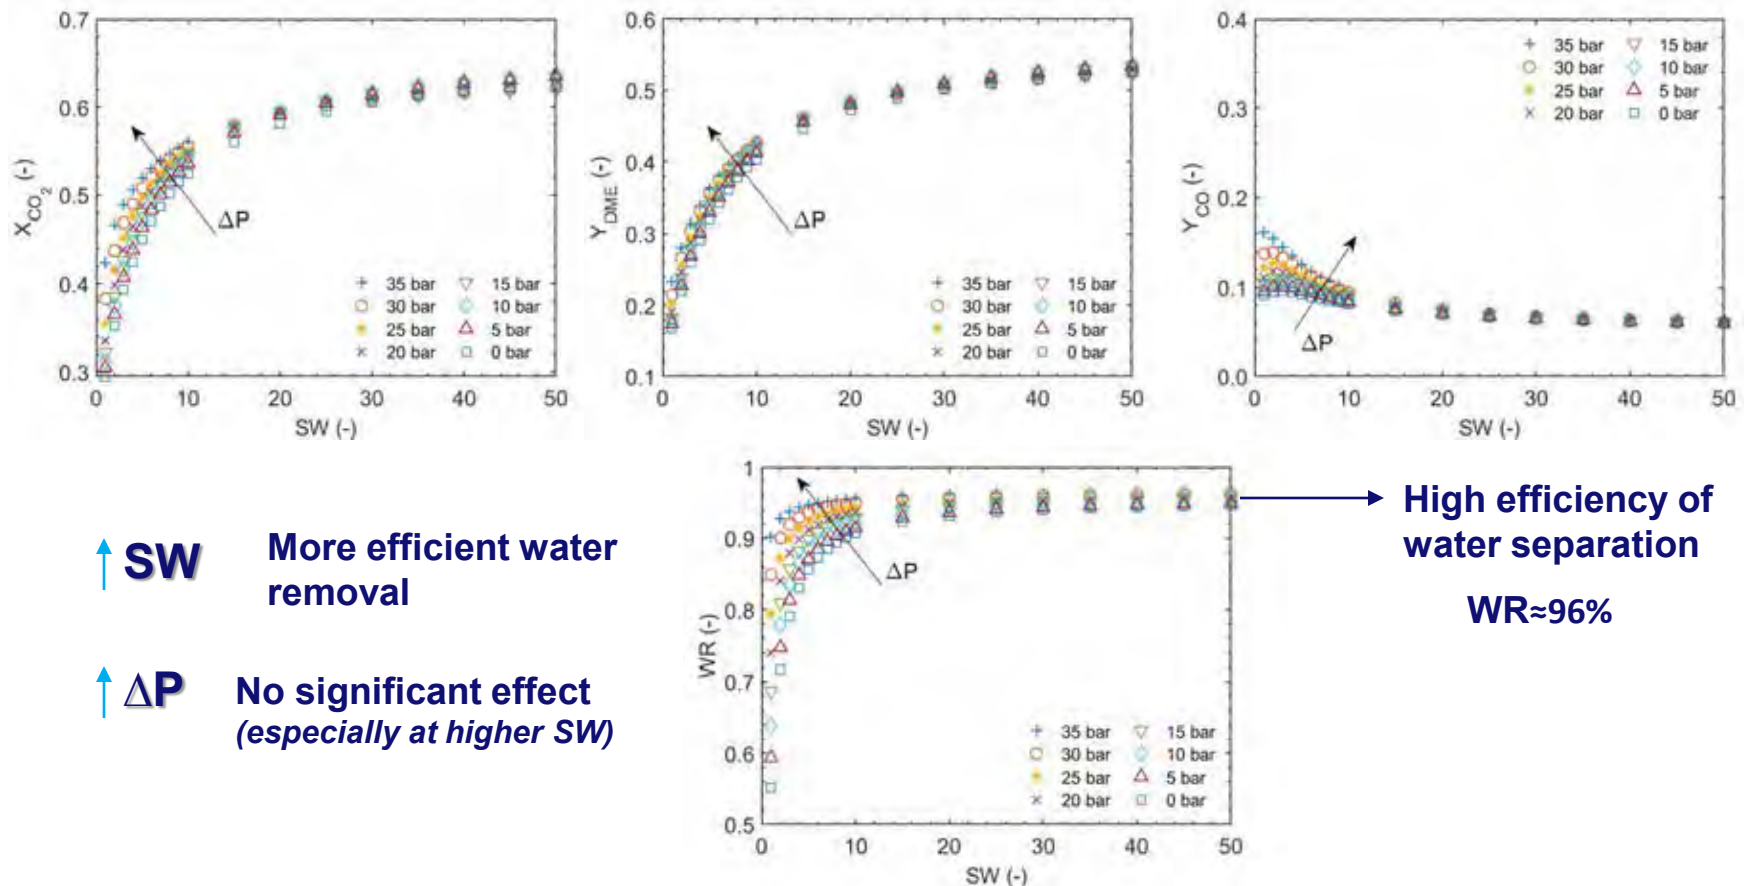 0.7
0.6
0.5
0.4
0.3
0
10
20
30
40
50
X_CO2 (-)
SW (-)
ΔP
35 bar
30 bar
25 bar
20 bar
15 bar
10 bar
5 bar
0 bar
0.6
0.5
0.4
0.3
0.2
0.1
0
10
20
30
40
50
Y_DME (-)
SW (-)
ΔP
35 bar
30 bar
25 bar
20 bar
15 bar
10 bar
5 bar
0 bar
0.4
0.3
0.2
0.1
0.0
0
10
20
30
40
50
Y_CO (-)
SW (-)
ΔP
35 bar
30 bar
25 bar
20 bar
15 bar
10 bar
5 bar
0 bar
SW
More efficient water
removal
ΔP
No significant effect
(especially at higher SW)
1
0.9
0.8
0.7
0.6
0.5
0
10
20
30
40
50
WR (-)
SW (-)
ΔP
35 bar
30 bar
25 bar
20 bar
15 bar
10 bar
5 bar
0 bar
High efficiency of
water separation
WR≈96%